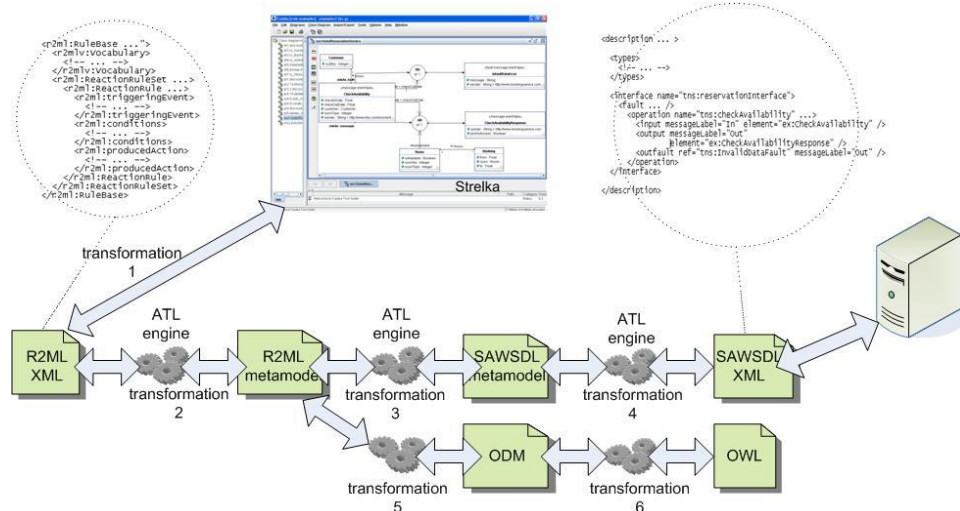 <r2ml:RuleBase ...">
<r2mlv:Vocabulary>
<!-- ... -->
</r2mlv:Vocabulary>
<r2ml:ReactionRuleSet ...>
<r2ml:ReactionRule ...>
<r2ml:triggeringEvent>
<!-- ... -->
</r2ml:triggeringEvent>
<r2ml:conditions>
<!-- ... -->
</r2ml:conditions>
<r2ml:producedAction>
<!-- ... -->
</r2ml:producedAction>
</r2ml:ReactionRule>
</r2ml:ReactionRuleSet>
</r2ml:RuleBase>
CheckAvailability
Strelka
<description ... >
<types>
<!-- ... -->
</types>
<interface name="tns:reservationInterface">
<fault ... />
<operation name="tns:checkAvailability" ...>
<input messageLabel="In" element="ex:CheckAvailability" />
<output messageLabel="Out"
element="ex:CheckAvailabilityResponse" />
<outfault ref="tns:InvalidDataFault" messageLabel="Out" />
</operation>
</interface>
</description>
transformation
1
R2ML
XML
ATL
engine
transformation
2
R2ML
metamodel
ATL
engine
transformation
3
SAWSDL
metamodel
ATL
engine
transformation
4
SAWSDL
XML
transformation
5
ODM
transformation
6
OWL